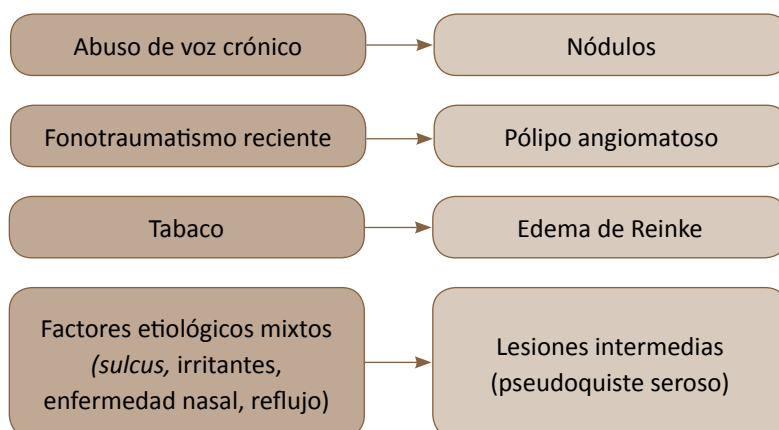 Abuso de voz crónico
Nódulos
Fonotraumatismo reciente
Pólipo angiomatoso
Tabaco
Edema de Reinke
Factores etiológicos mixtos
(sulcus, irritantes,
enfermedad nasal, reflujo)
Lesiones intermedias
(pseudoquiste seroso)